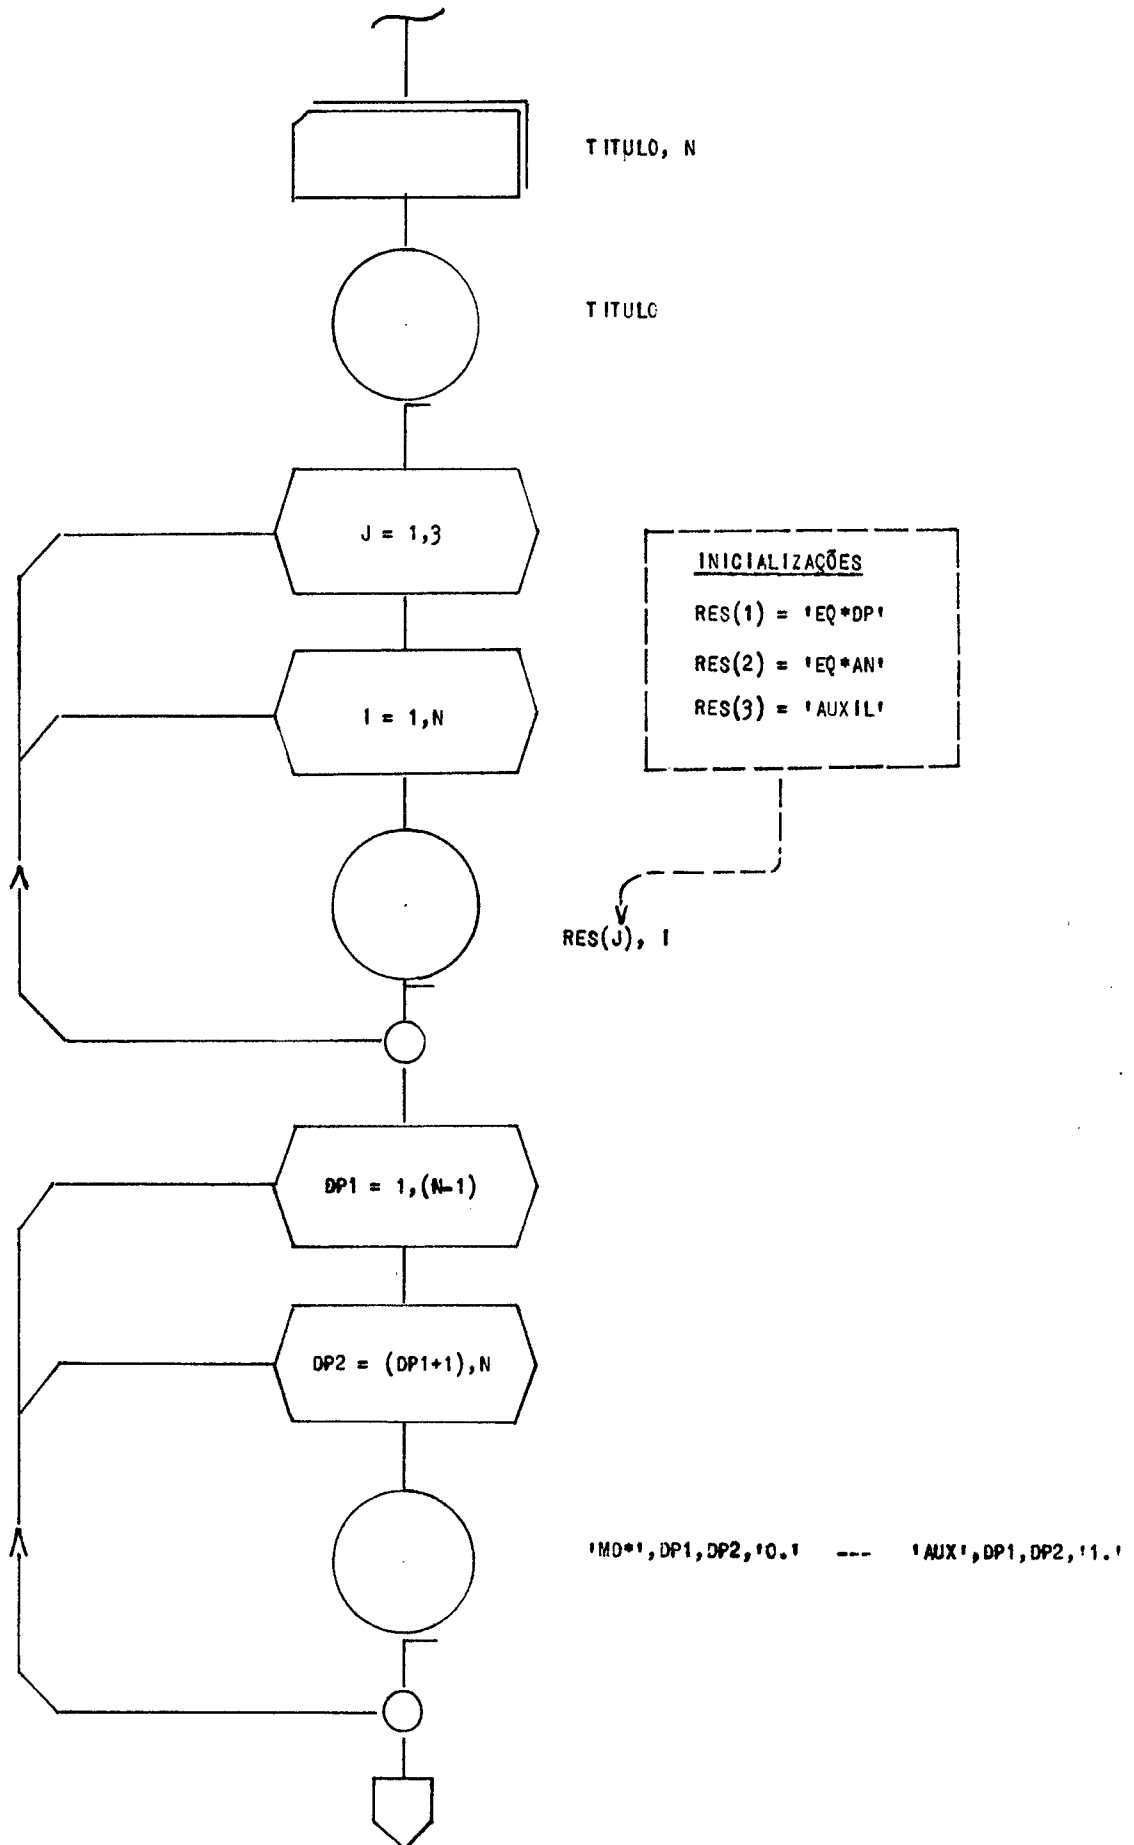 TITULO, N
TITULO
J = 1,3
INICIALIZAÇÕES
RES(1) = 'EQ*DP'
RES(2) = 'EQ*AN'
RES(3) = 'AUXIL'
I = 1,N
RES(J), I
DP1 = 1,(N-1)
DP2 = (DP1+1),N
'MD*',DP1,DP2,'0.' --- 'AUX',DP1,DP2,'1.'